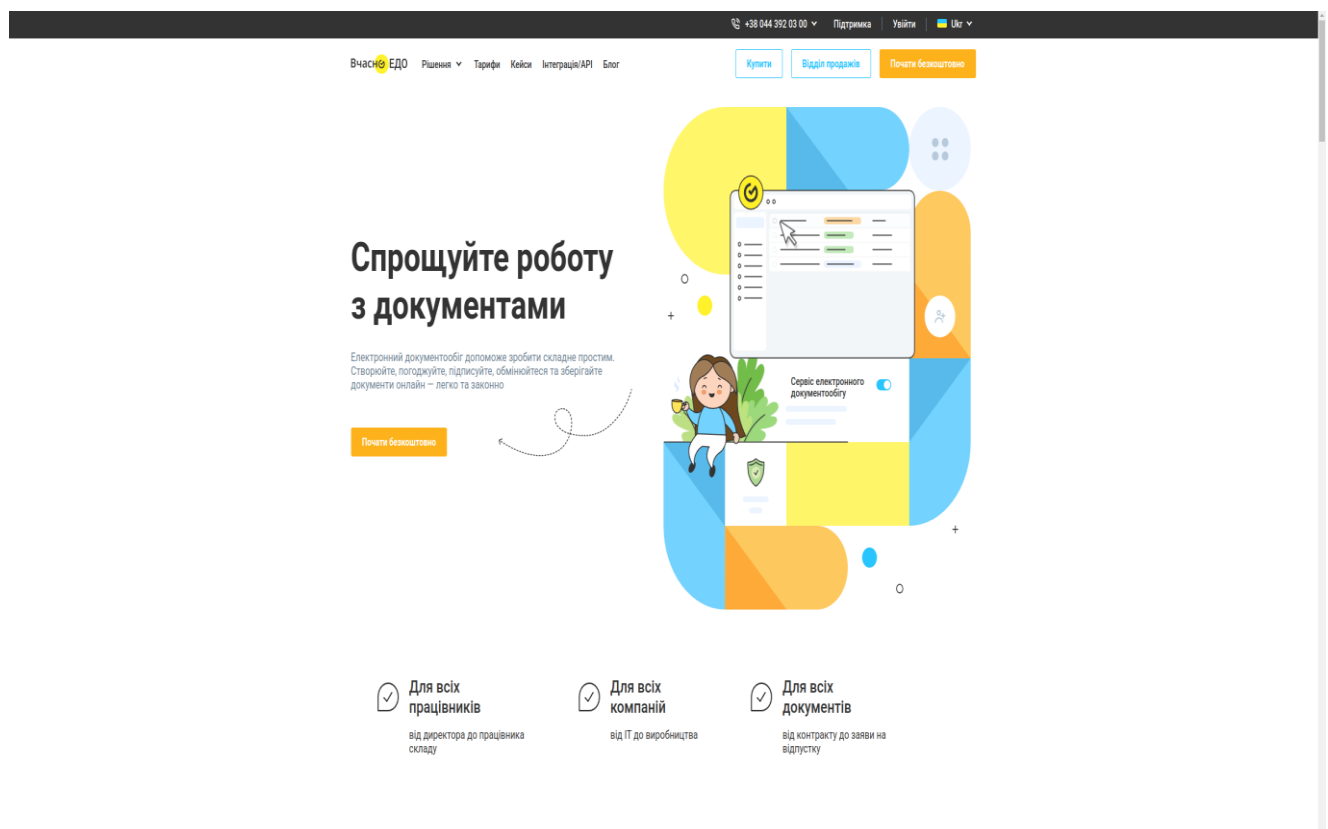 +38 044 392 03 00 Підтримка Увійти Ukr
Вчасно ЕДО Рішення Тарифи Кейси Інтеграція/API Блог Купити Відділ продажів Почати безкоштовно
Спрощуйте роботу
з документами
Електронний документообіг допоможе зробити складне простим.
Створюйте, погоджуйте, підписуйте, обмінюйтеся та зберігайте
документи онлайн — легко та законно
Почати безкоштовно
Сервіс електронного
документообігу
Для всіх
працівників
від директора до працівника
складу
Для всіх
компаній
від ІТ до виробництва
Для всіх
документів
від контракту до заяви на
відпустку